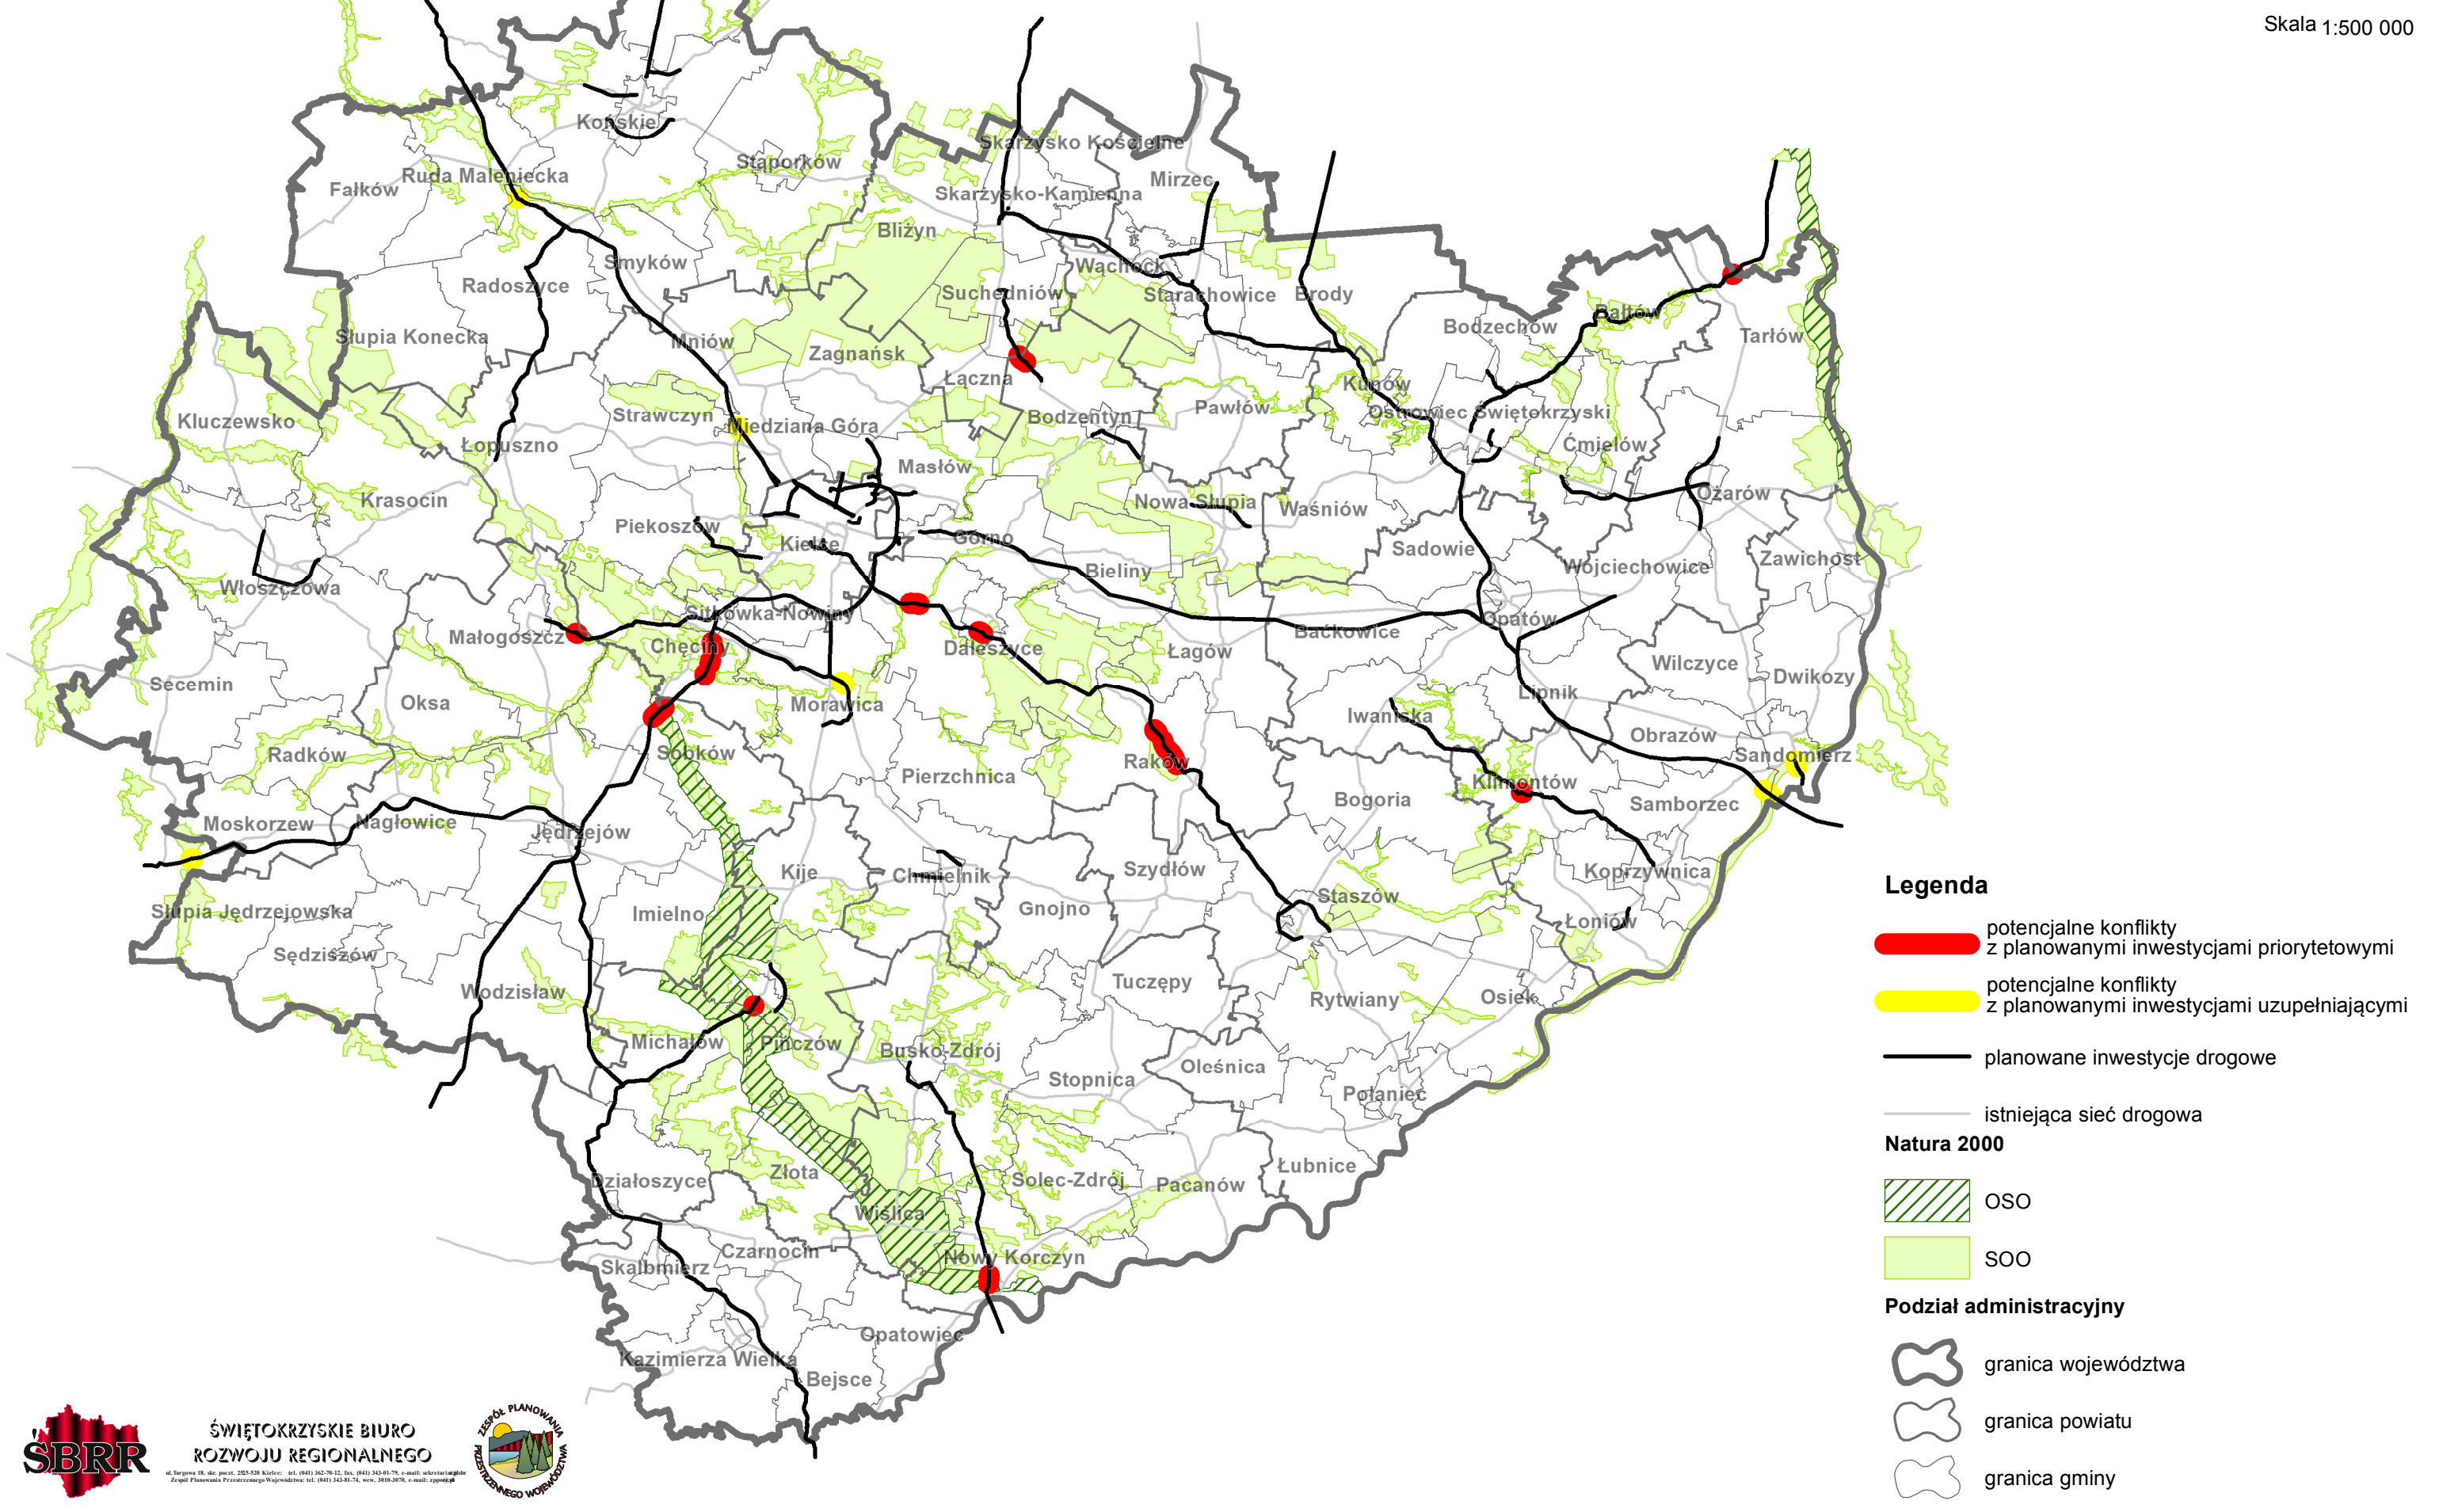 Skala 1:500 000
Końskie
Skarżysko Kościelne
Stąporków
Ruda Maleniecka
Fałków
Mirzec
Skarżysko-Kamienna
Bliżyn
Smyków
Wąchock
Radoszyce
Suchedniów
Starachowice
Brody
Bałtów
Bodzechów
Słupia Konecka
Tarłów
Mniów
Zagnańsk
Łączna
Kunów
Strawczyn
Pawłów
Ostrowiec Świętokrzyski
Kluczewsko
Bodzentyn
Miedziana Góra
Łopuszno
Ćmielów
Masłów
Ożarów
Krasocin
Nowa Słupia
Waśniów
Piekoszów
Górno
Kielce
Sadowie
Zawichost
Bieliny
Wojciechowice
Włoszczowa
Sitkówka-Nowiny
Opatów
Baćkowice
Małogoszcz
Chęciny
Daleszyce
Łagów
Wilczyce
Dwikozy
Secemin
Lipnik
Oksa
Morawica
Iwaniska
Obrazów
Radków
Sobków
Sandomierz
Raków
Pierzchnica
Klimontów
Bogoria
Samborzec
Moskorzew
Nagłowice
Jędrzejów
Szydłów
Kije
Chmielnik
Koprzywnica
Staszów
Słupia Jędrzejowska
Imielno
Gnojno
Łoniów
Sędziszów
Tuczępy
Wodzisław
Rytwiany
Osiek
Michałów
Pińczów
Busko-Zdrój
Oleśnica
Stopnica
Połaniec
Złota
Łubnice
Działoszyce
Solec-Zdrój
Pacanów
Wiślica
Czarnocin
Nowy Korczyn
Skalbmierz
Opatowiec
Kazimierza Wielka
Bejsce
Legenda
potencjalne konflikty
z planowanymi inwestycjami priorytetowymi
potencjalne konflikty
z planowanymi inwestycjami uzupełniającymi
planowane inwestycje drogowe
istniejąca sieć drogowa
Natura 2000
OSO
SOO
Podział administracyjny
granica województwa
granica powiatu
granica gminy
ŚBRR
ŚWIĘTOKRZYSKIE BIURO
ROZWOJU REGIONALNEGO
ZESPÓŁ PLANOWANIA
PRZESTRZENNEGO WOJEWÓDZTWA